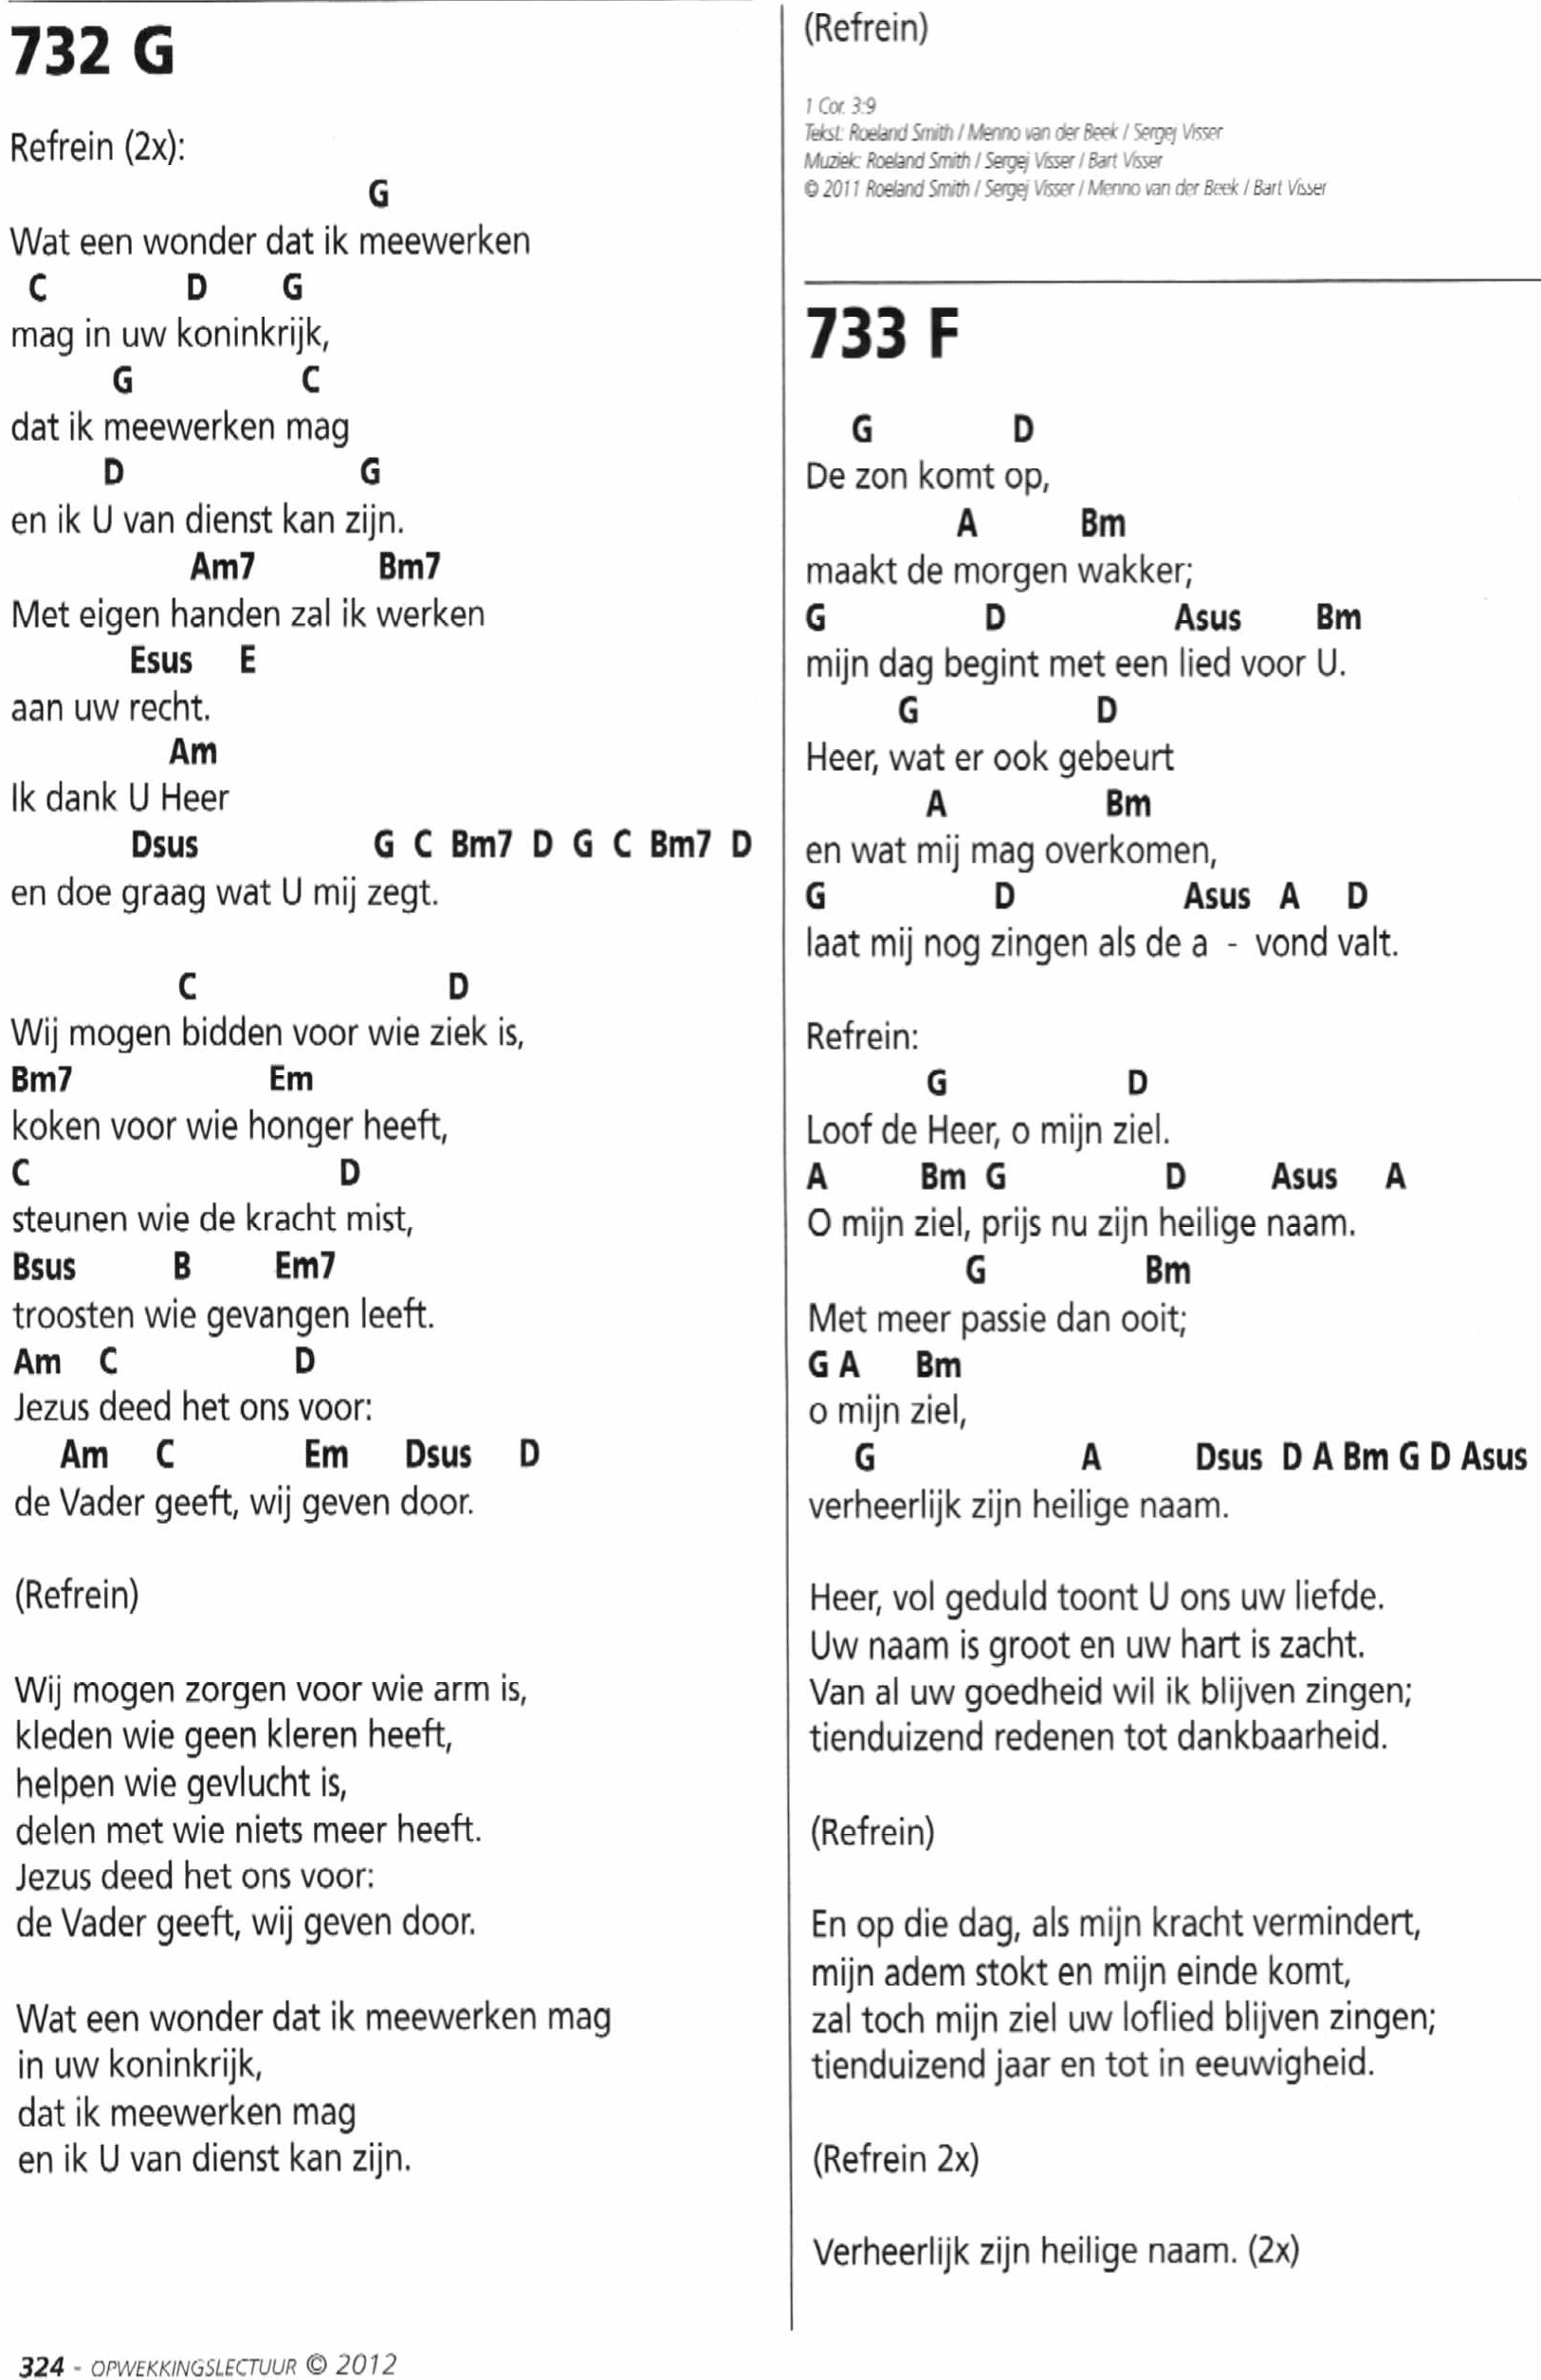 732 G
Refrein (2x):
G
Wat een wonder dat ik meewerken
C D G
mag in uw koninkrijk,
G C
dat ik meewerken mag
D G
en ik U van dienst kan zijn.
Am7 Bm7
Met eigen handen zal ik werken
Esus E
aan uw recht.
Am
Ik dank U Heer
Dsus G C Bm7 D G C Bm7 D
en doe graag wat U mij zegt.
C D
Wij mogen bidden voor wie ziek is,
Bm7 Em
koken voor wie honger heeft,
C D
steunen wie de kracht mist,
Bsus B Em7
troosten wie gevangen leeft.
Am C D
Jezus deed het ons voor:
Am C Em Dsus D
de Vader geeft, wij geven door.
(Refrein)
Wij mogen zorgen voor wie arm is,
kleden wie geen kleren heeft,
helpen wie gevlucht is,
delen met wie niets meer heeft.
Jezus deed het ons voor:
de Vader geeft, wij geven door.
Wat een wonder dat ik meewerken mag
in uw koninkrijk,
dat ik meewerken mag
en ik U van dienst kan zijn.
(Refrein)
1 Cor. 3:9
Tekst: Roeland Smith / Menno van der Beek / Sergej Visser
Muziek: Roeland Smith / Sergej Visser / Bart Visser
© 2011 Roeland Smith / Sergej Visser / Menno van der Beek / Bart Visser
733 F
G D
De zon komt op,
A Bm
maakt de morgen wakker;
G D Asus Bm
mijn dag begint met een lied voor U.
G D
Heer, wat er ook gebeurt
A Bm
en wat mij mag overkomen,
G D Asus A D
laat mij nog zingen als de a - vond valt.
Refrein:
G D
Loof de Heer, o mijn ziel.
A Bm G D Asus A
O mijn ziel, prijs nu zijn heilige naam.
G Bm
Met meer passie dan ooit;
G A Bm
o mijn ziel,
G A Dsus D A Bm G D Asus
verheerlijk zijn heilige naam.
Heer, vol geduld toont U ons uw liefde.
Uw naam is groot en uw hart is zacht.
Van al uw goedheid wil ik blijven zingen;
tienduizend redenen tot dankbaarheid.
(Refrein)
En op die dag, als mijn kracht vermindert,
mijn adem stokt en mijn einde komt,
zal toch mijn ziel uw loflied blijven zingen;
tienduizend jaar en tot in eeuwigheid.
(Refrein 2x)
Verheerlijk zijn heilige naam. (2x)
324 - OPWEKKINGSLECTUUR © 2012